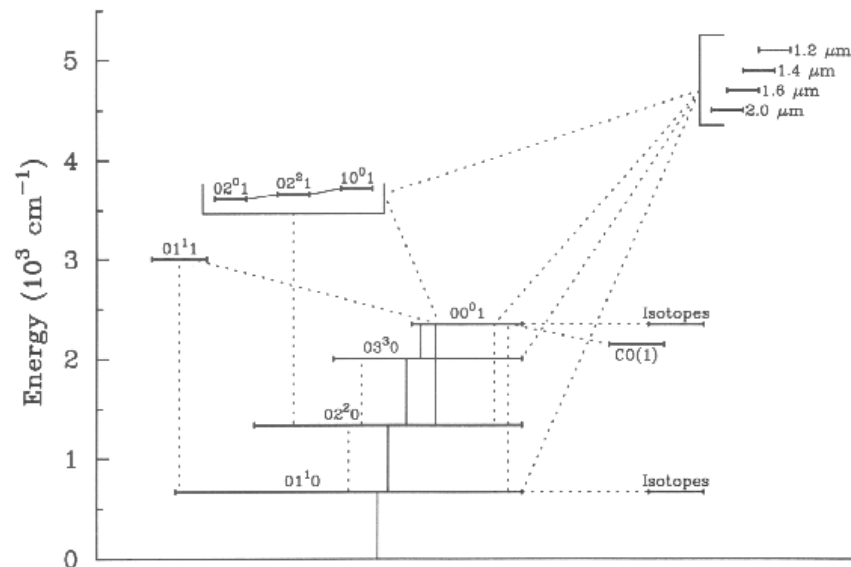 5
1.2 μm
1.4 μm
1.6 μm
2.0 μm
4
02⁰1 02²1 10⁰1
3
01¹1
00⁰1 Isotopes
CO(1)
2
03³0
02²0
1
01¹0 Isotopes
0
Energy (10³ cm⁻¹)